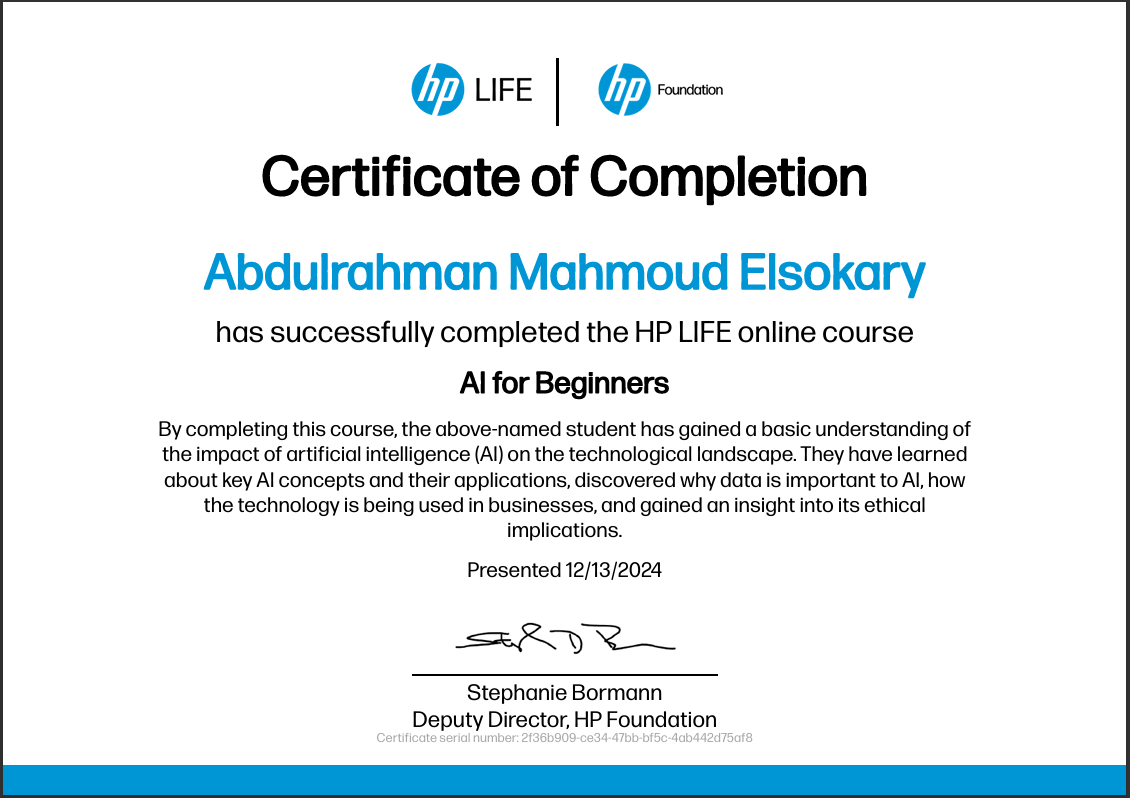 hp LIFE hp Foundation
Certificate of Completion
Abdulrahman Mahmoud Elsokary
has successfully completed the HP LIFE online course
AI for Beginners
By completing this course, the above-named student has gained a basic understanding of
the impact of artificial intelligence (AI) on the technological landscape. They have learned
about key AI concepts and their applications, discovered why data is important to AI, how
the technology is being used in businesses, and gained an insight into its ethical
implications.
Presented 12/13/2024
Stephanie Bormann
Deputy Director, HP Foundation
Certificate serial number: 2f36b909-ce34-47bb-bf5c-4ab442d75af8